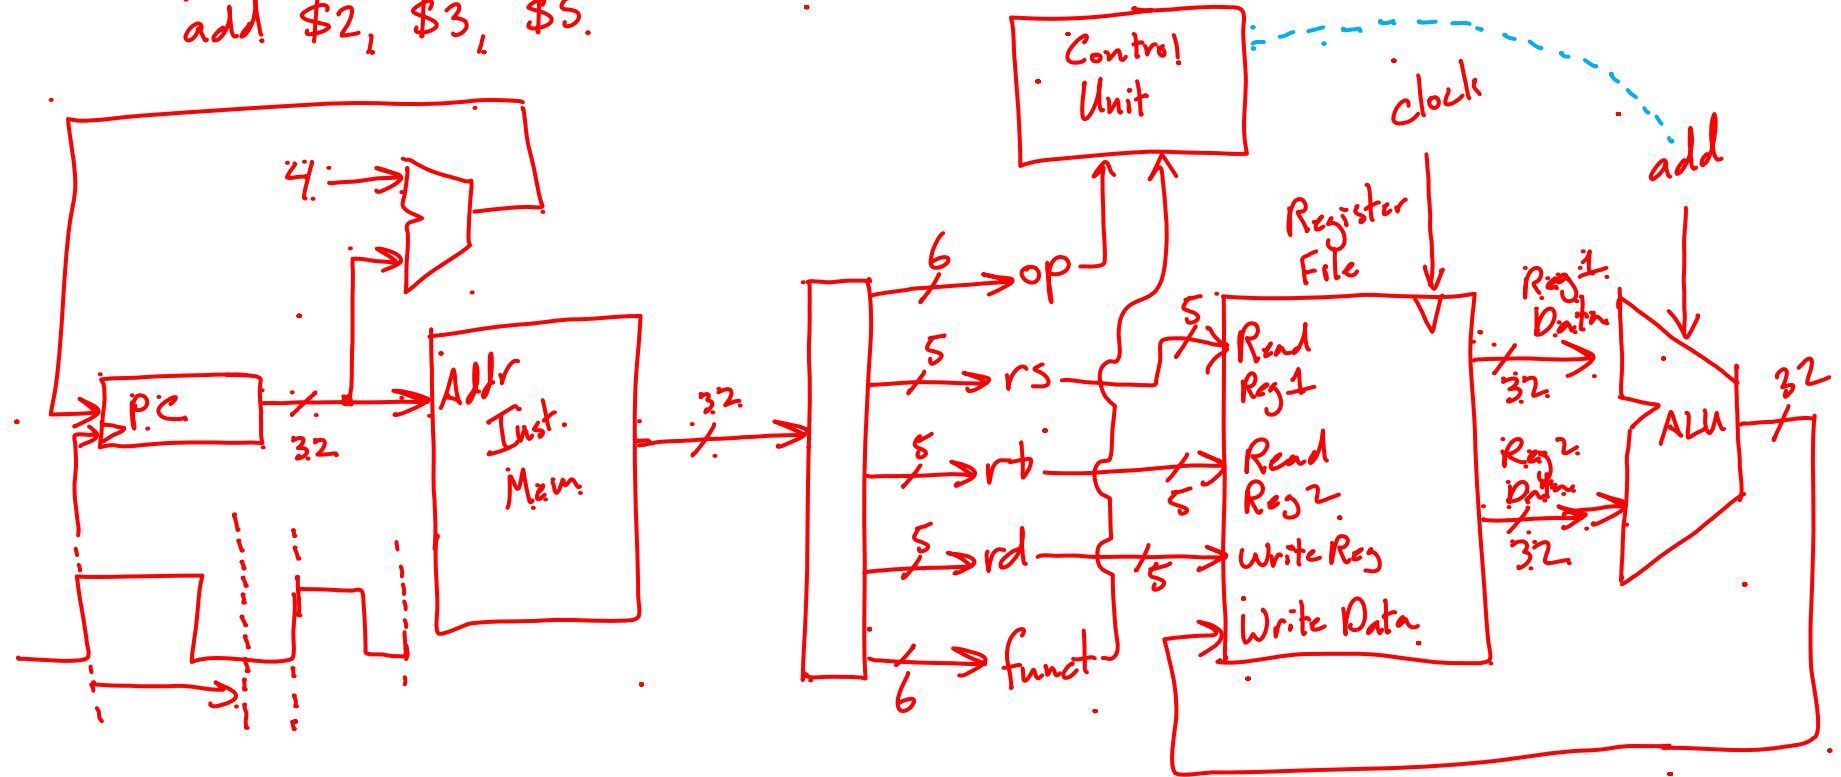 add $2, $3, $5.
Control
Unit
clock
add
4
Register
File
6
op
Reg 1
Data
5
rs
5
Read
Reg 1
32
PC
32
Addr
Inst
Mem
32
5
rt
5
Read
Reg 2
Reg 2
Data
32
ALU
32
5
rd
5
Write Reg
Write Data
6
funct